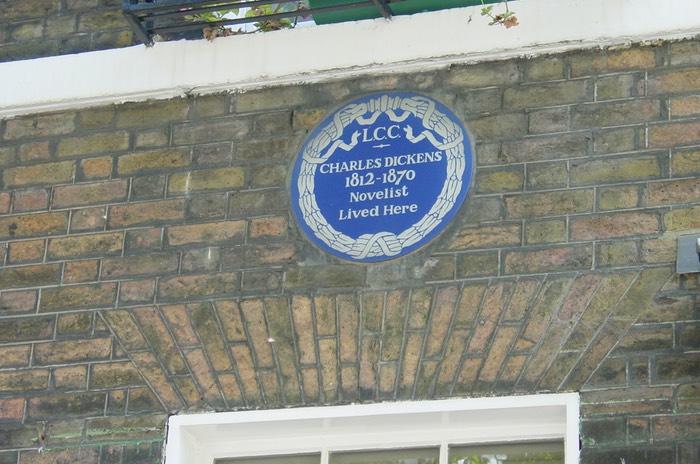 L.C.C.
CHARLES DICKENS
1812-1870
Novelist
Lived Here